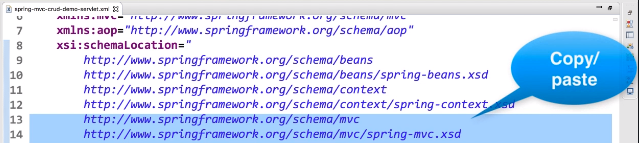 spring-mvc-crud-demo-servlet.xml
6 xmlns:mvc="http://www.springframework.org/schema/mvc"
7 xmlns:aop="http://www.springframework.org/schema/aop"
8 xsi:schemaLocation="
9 http://www.springframework.org/schema/beans
10 http://www.springframework.org/schema/beans/spring-beans.xsd
11 http://www.springframework.org/schema/context
12 http://www.springframework.org/schema/context/spring-context.xsd
13 http://www.springframework.org/schema/mvc
14 http://www.springframework.org/schema/mvc/spring-mvc.xsd
Copy/
paste